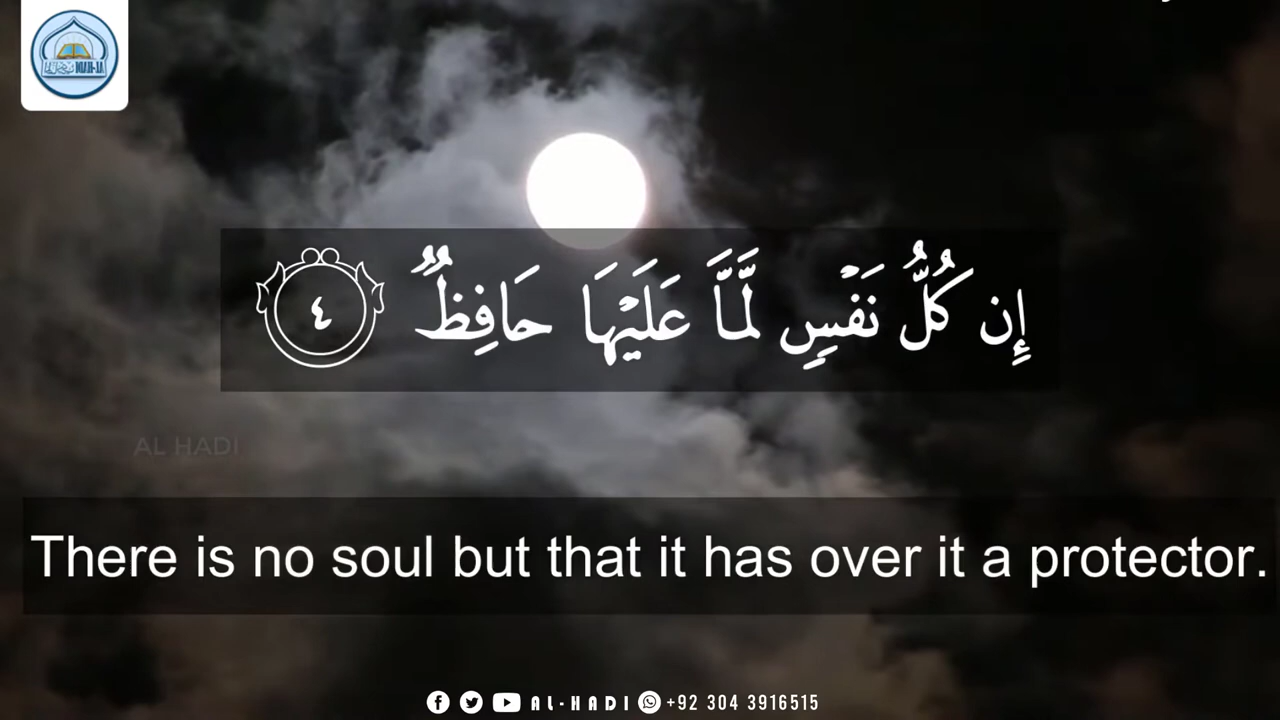 إِن كُلُّ نَفۡسٖ لَّمَّا عَلَيۡهَا حَافِظٞ ٤
AL HADI
There is no soul but that it has over it a protector.
AL-HADI +92 304 3916515